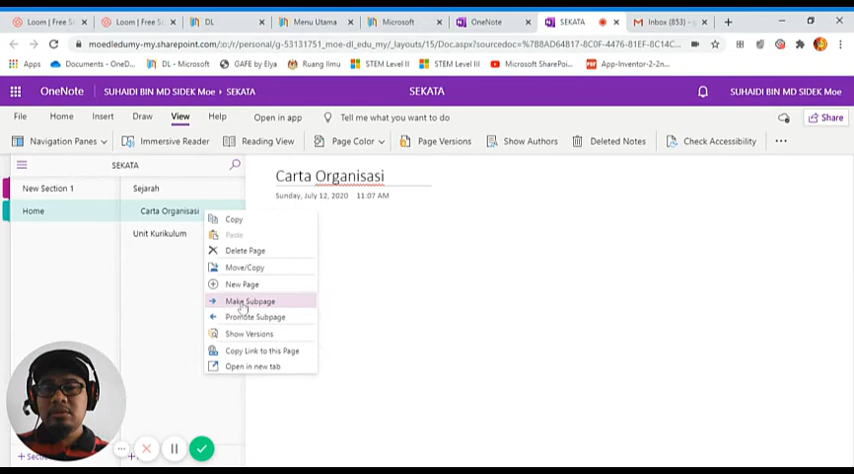 Loom | Free S
Loom | Free S
DL
Menu Utama
Microsoft
OneNote
SEKATA
Inbox (853) - g
moedledumy-my.sharepoint.com/:o:/r/personal/g-53131751_moe-dl_edu_my/_layouts/15/Doc.aspx?sourcedoc=%7B8AD64817-8C0F-4476-81EF-8C14C...
Apps
Documents - OneD...
DL - Microsoft
GAFE by Elya
Ruang Ilmu
STEM Level II
STEM Level III
Microsoft SharePoi...
App-Inventor-2-2n...
OneNote
SUHAIDI BIN MD SIDEK Moe › SEKATA
SEKATA
SUHAIDI BIN MD SIDEK Moe
File Home Insert Draw View Help Open in app Tell me what you want to do
Share
Navigation Panes Immersive Reader Reading View Page Color Page Versions Show Authors Deleted Notes Check Accessibility
SEKATA
New Section 1
Home
Sejarah
Carta Organisasi
Unit Kurikulum
Carta Organisasi
Sunday, July 12, 2020 11:07 AM
Copy
Paste
Delete Page
Move/Copy
New Page
Make Subpage
Promote Subpage
Show Versions
Copy Link to this Page
Open in new tab